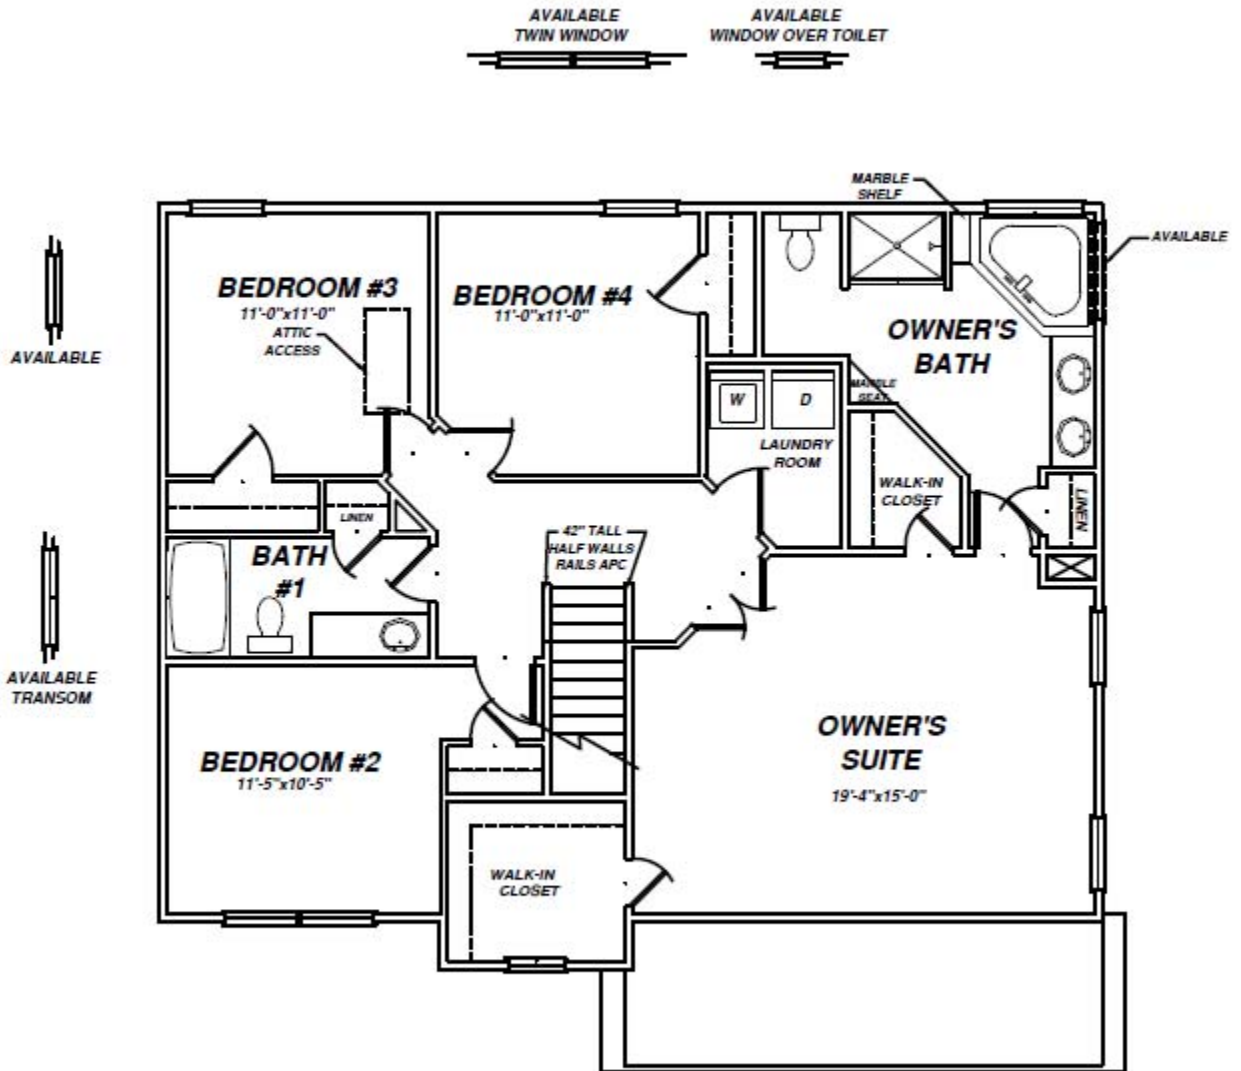 AVAILABLE
TWIN WINDOW
AVAILABLE
WINDOW OVER TOILET
MARBLE
SHELF
AVAILABLE
AVAILABLE
BEDROOM #3
11'-0"x11'-0"
ATTIC
ACCESS
BEDROOM #4
11'-0"x11'-0"
OWNER'S
BATH
MARBLE
SEAT
W
D
LAUNDRY
ROOM
WALK-IN
CLOSET
LINEN
LINEN
BATH
#1
42" TALL
HALF WALLS
RAILS APC
AVAILABLE
TRANSOM
BEDROOM #2
11'-5"x10'-5"
OWNER'S
SUITE
19'-4"x15'-0"
WALK-IN
CLOSET